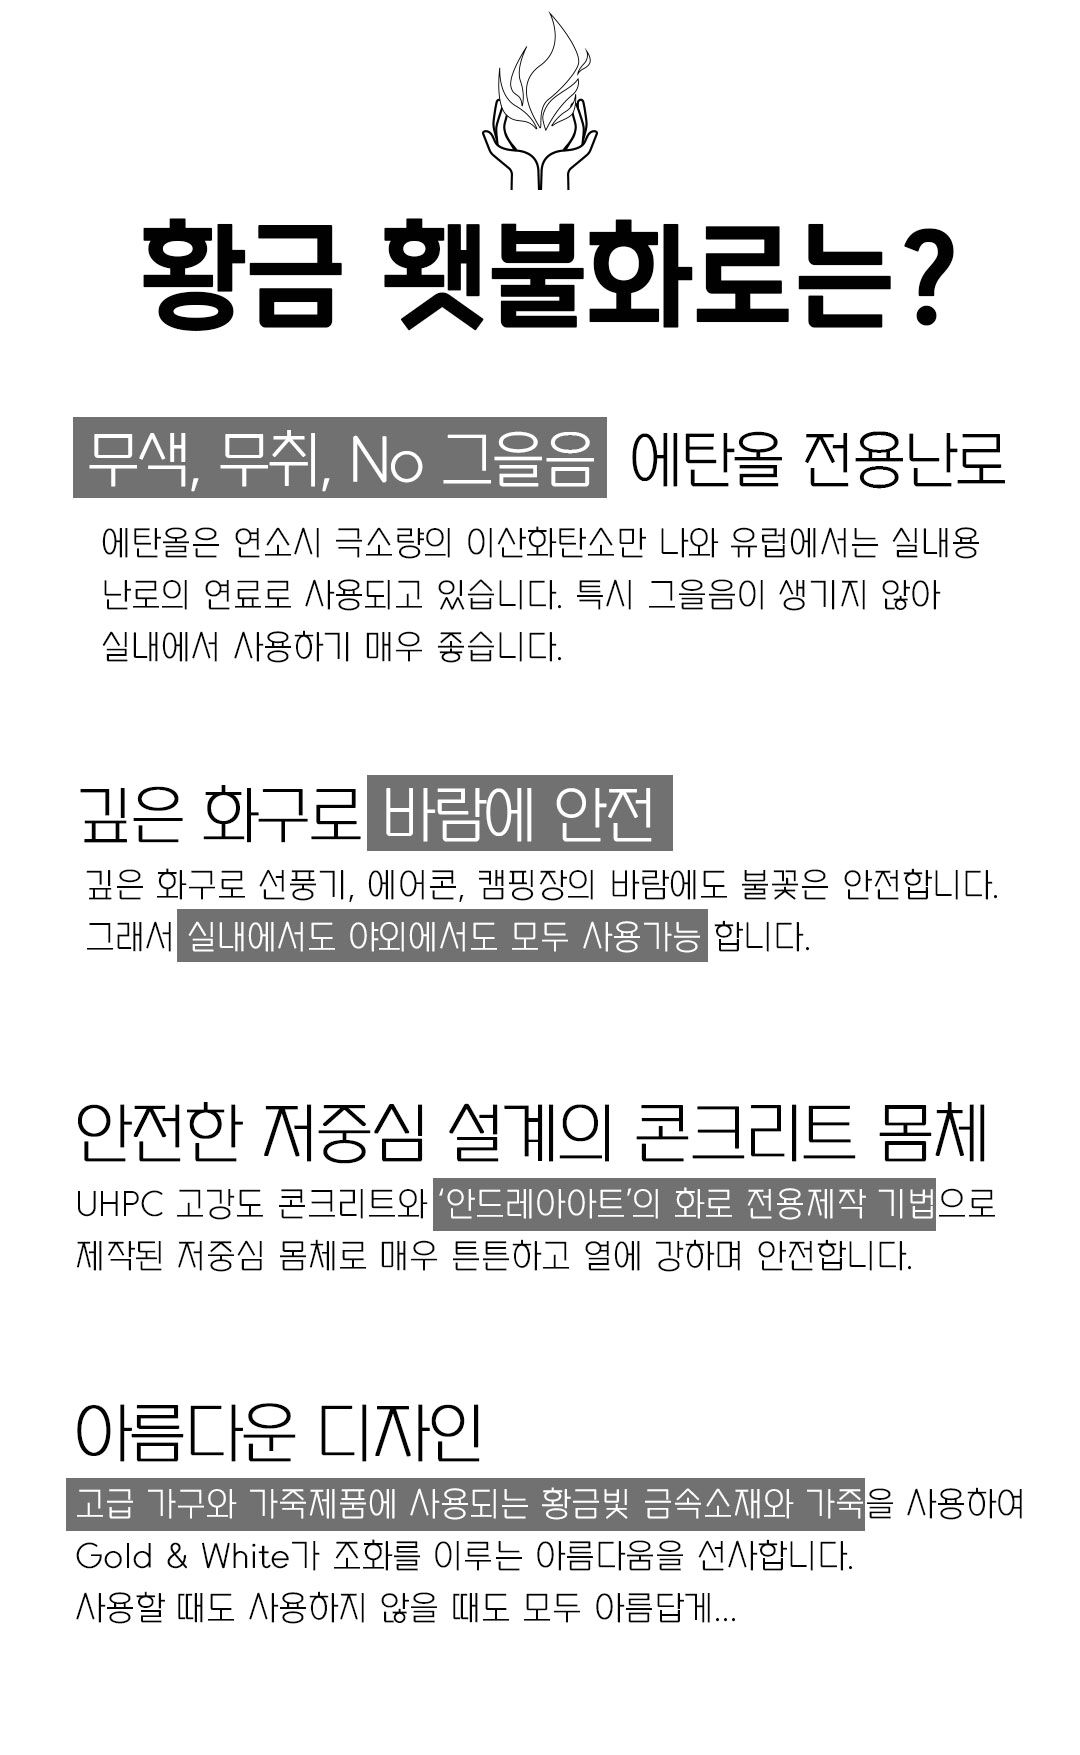 황금 횃불화로는?
무색, 무취, No 그을음 에탄올 전용난로
에탄올은 연소시 극소량의 이산화탄소만 나와 유럽에서는 실내용
난로의 연료로 사용되고 있습니다. 특시 그을음이 생기지 않아
실내에서 사용하기 매우 좋습니다.
깊은 화구로 바람에 안전
깊은 화구로 선풍기, 에어콘, 캠핑장의 바람에도 불꽃은 안전합니다.
그래서 실내에서도 야외에서도 모두 사용가능 합니다.
안전한 저중심 설계의 콘크리트 몸체
UHPC 고강도 콘크리트와 ‘안드레아아트’의 화로 전용제작 기법으로
제작된 저중심 몸체로 매우 튼튼하고 열에 강하며 안전합니다.
아름다운 디자인
고급 가구와 가죽제품에 사용되는 황금빛 금속소재와 가죽을 사용하여
Gold & White가 조화를 이루는 아름다움을 선사합니다.
사용할 때도 사용하지 않을 때도 모두 아름답게...